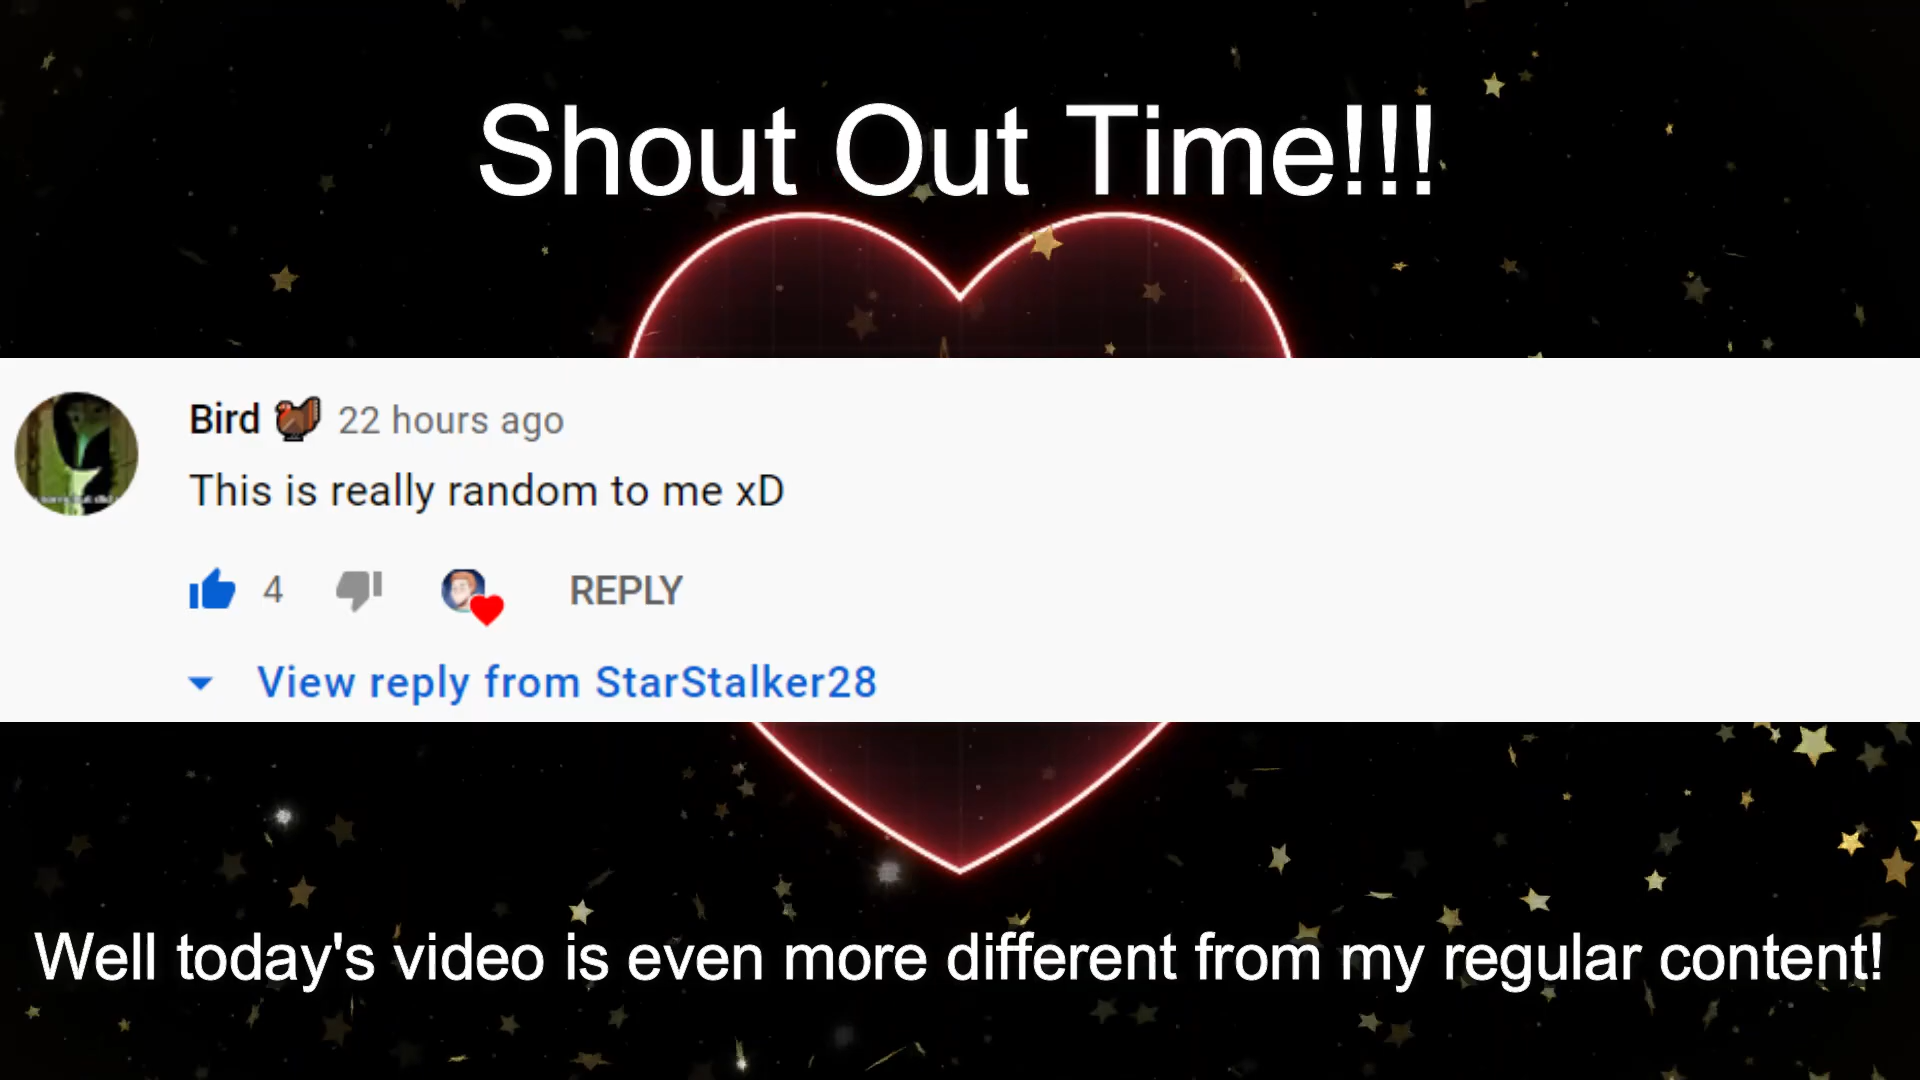 Shout Out Time!!!
Bird 🦃 22 hours ago
This is really random to me xD
4 REPLY
View reply from StarStalker28
Well today's video is even more different from my regular content!